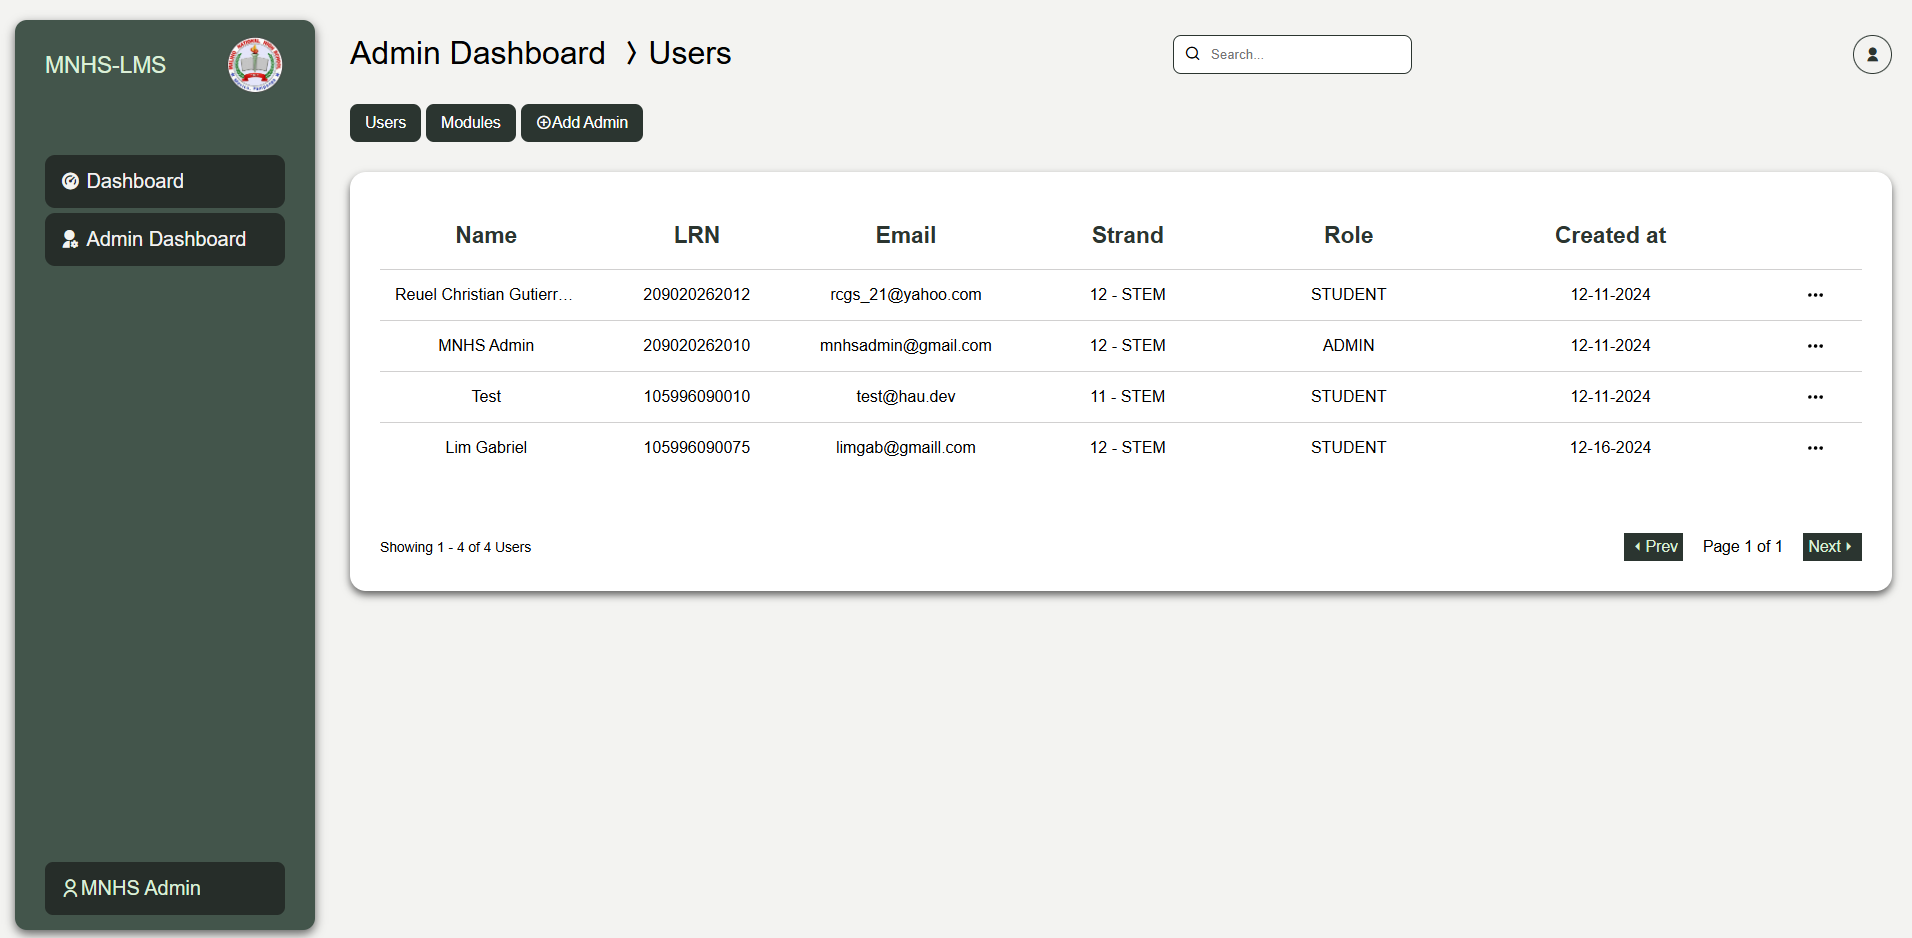 MNHS-LMS
Dashboard
Admin Dashboard
MNHS Admin
Admin Dashboard 〉Users
Search...
Users
Modules
Add Admin
Name LRN Email Strand Role Created at
Reuel Christian Gutierr... 209020262012 rcgs_21@yahoo.com 12 - STEM STUDENT 12-11-2024
MNHS Admin 209020262010 mnhsadmin@gmail.com 12 - STEM ADMIN 12-11-2024
Test 105996090010 test@hau.dev 11 - STEM STUDENT 12-11-2024
Lim Gabriel 105996090075 limgab@gmaill.com 12 - STEM STUDENT 12-16-2024
Showing 1 - 4 of 4 Users
Prev Page 1 of 1 Next